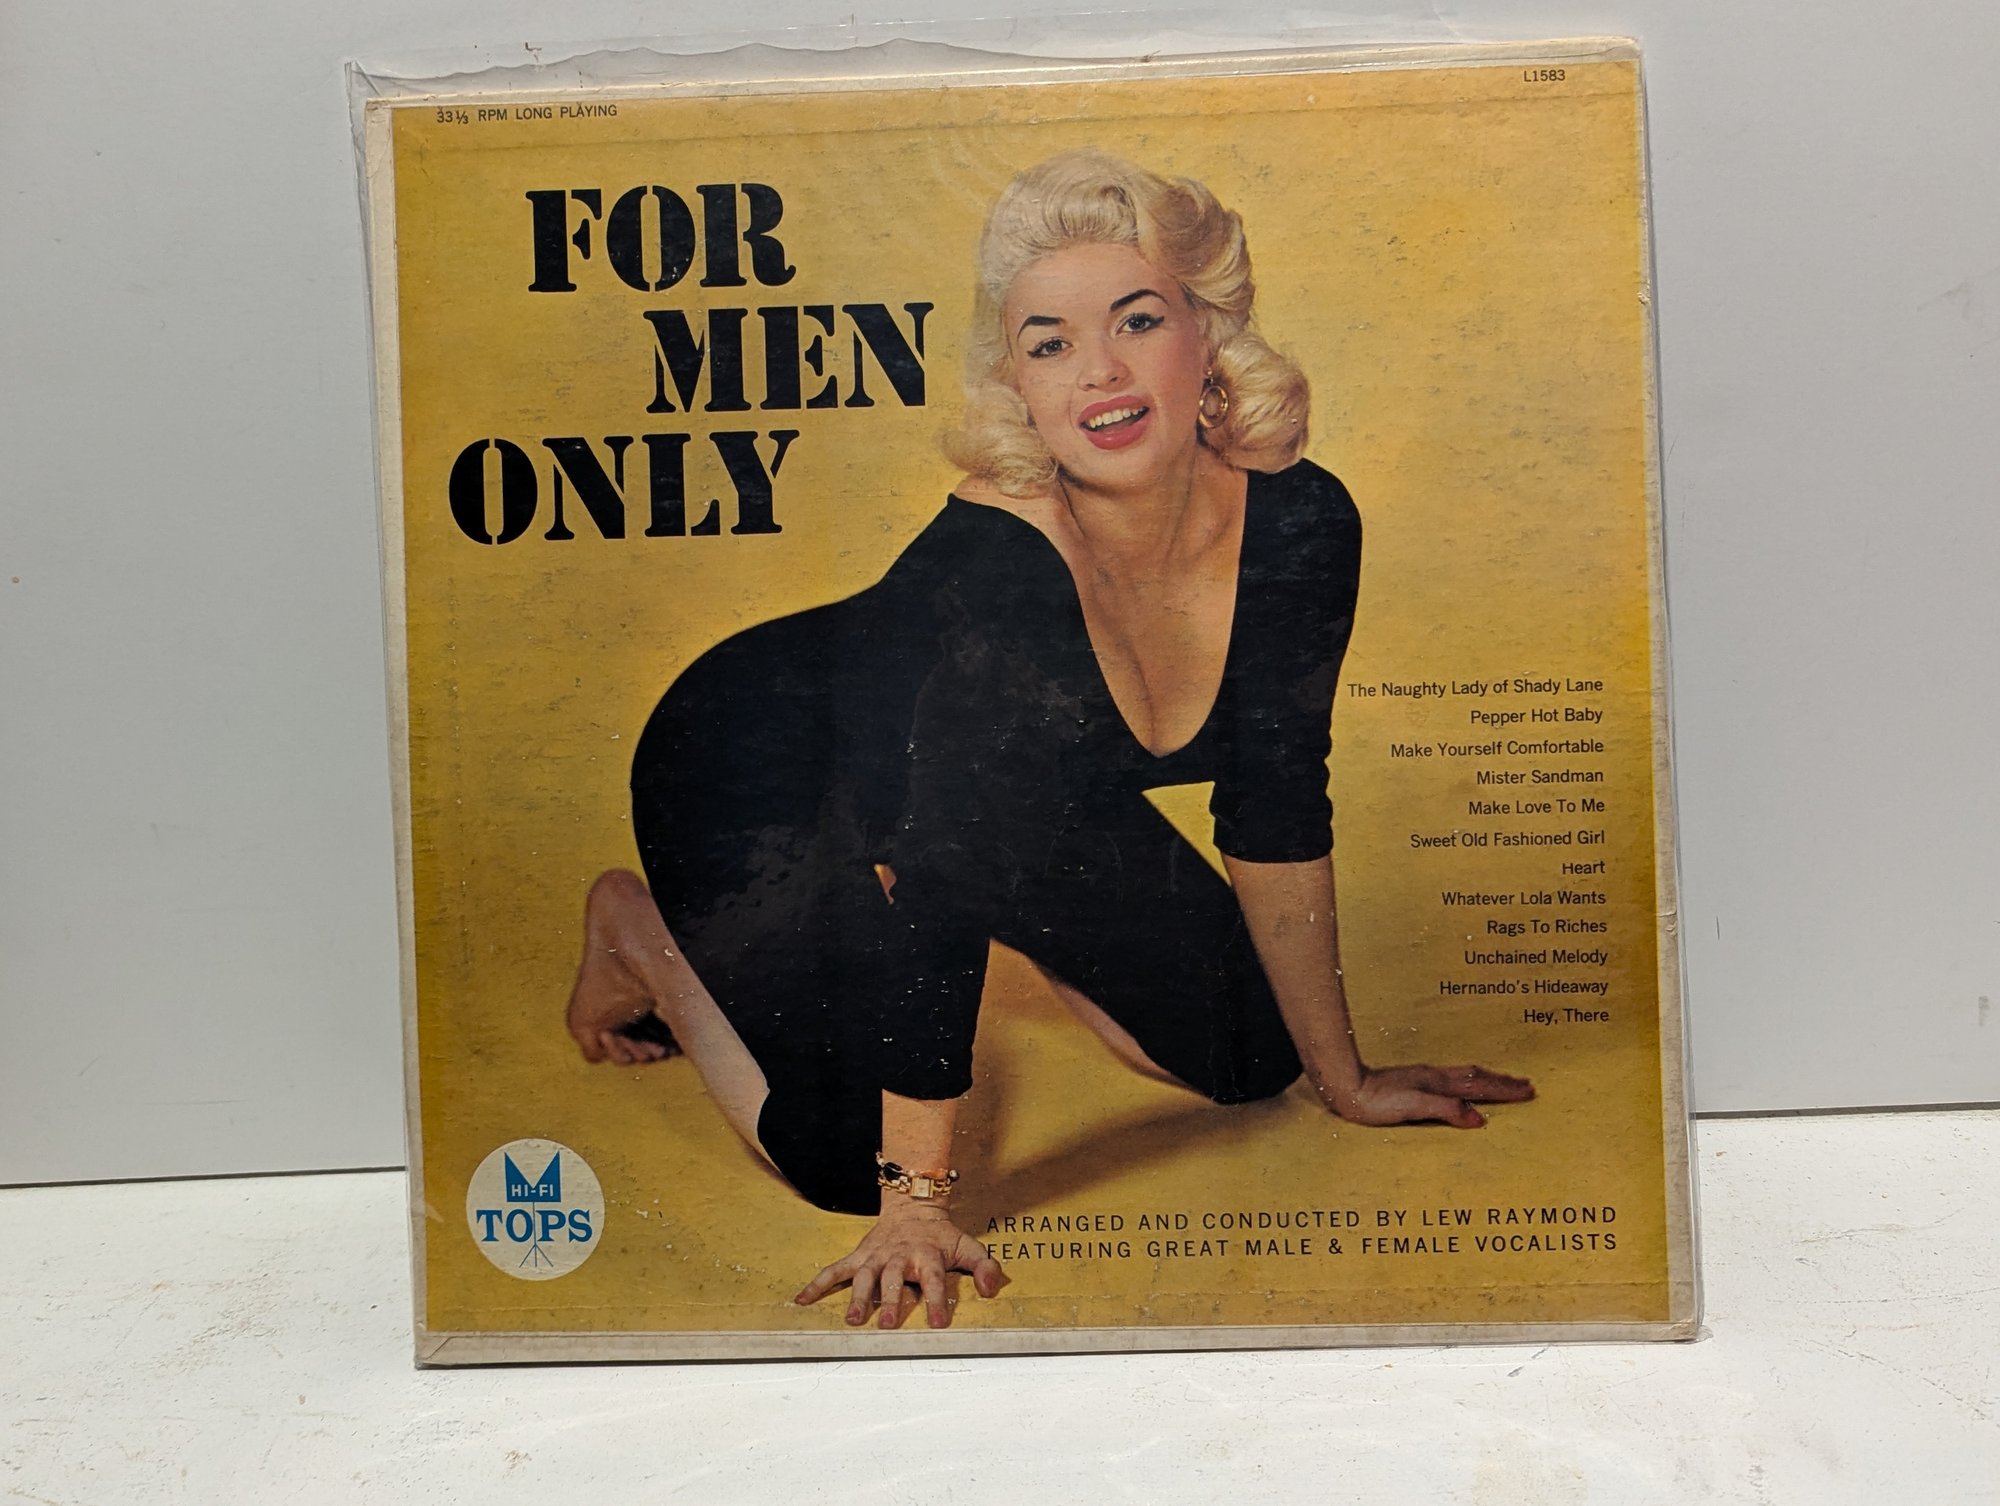 33⅓ RPM LONG PLAYING
L1583
FOR
MEN
ONLY
The Naughty Lady of Shady Lane
Pepper Hot Baby
Make Yourself Comfortable
Mister Sandman
Make Love To Me
Sweet Old Fashioned Girl
Heart
Whatever Lola Wants
Rags To Riches
Unchained Melody
Hernando's Hideaway
Hey, There
HI-FI
TOPS
ARRANGED AND CONDUCTED BY LEW RAYMOND
FEATURING GREAT MALE & FEMALE VOCALISTS